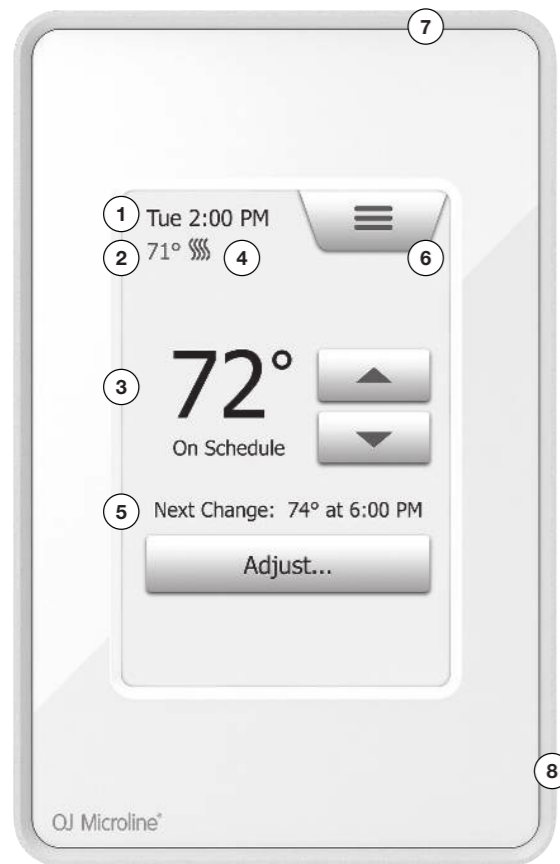 7
1 Tue 2:00 PM
2 71° 4 6
3 72°
On Schedule
5 Next Change: 74° at 6:00 PM
Adjust...
8
OJ Microline®